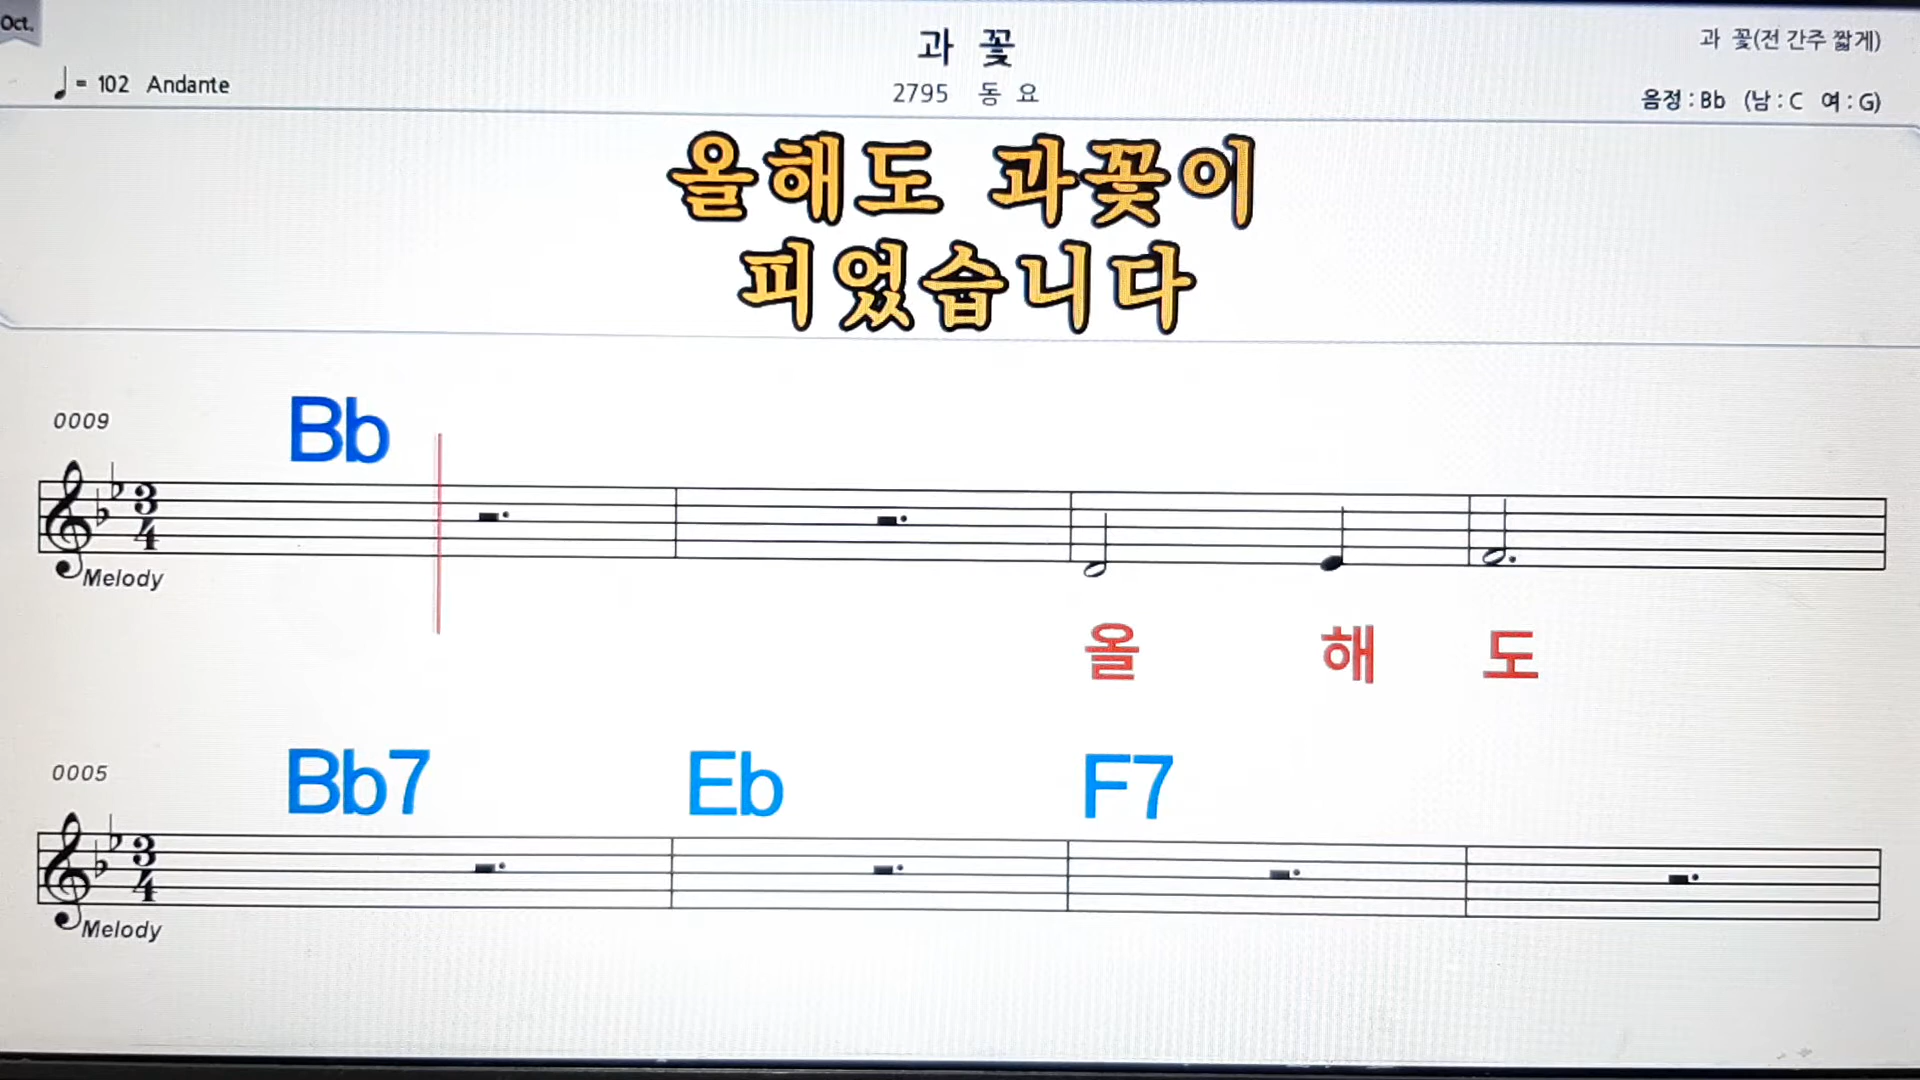 Oct.
과 꽃
과 꽃(전 간주 짧게)
♩= 102 Andante
2795 동 요
음정 : Bb (남 : C 여 : G)
올해도 과꽃이
피었습니다
0009
Bb
3
4
Melody
올 해 도
0005
Bb7 Eb F7
3
4
Melody